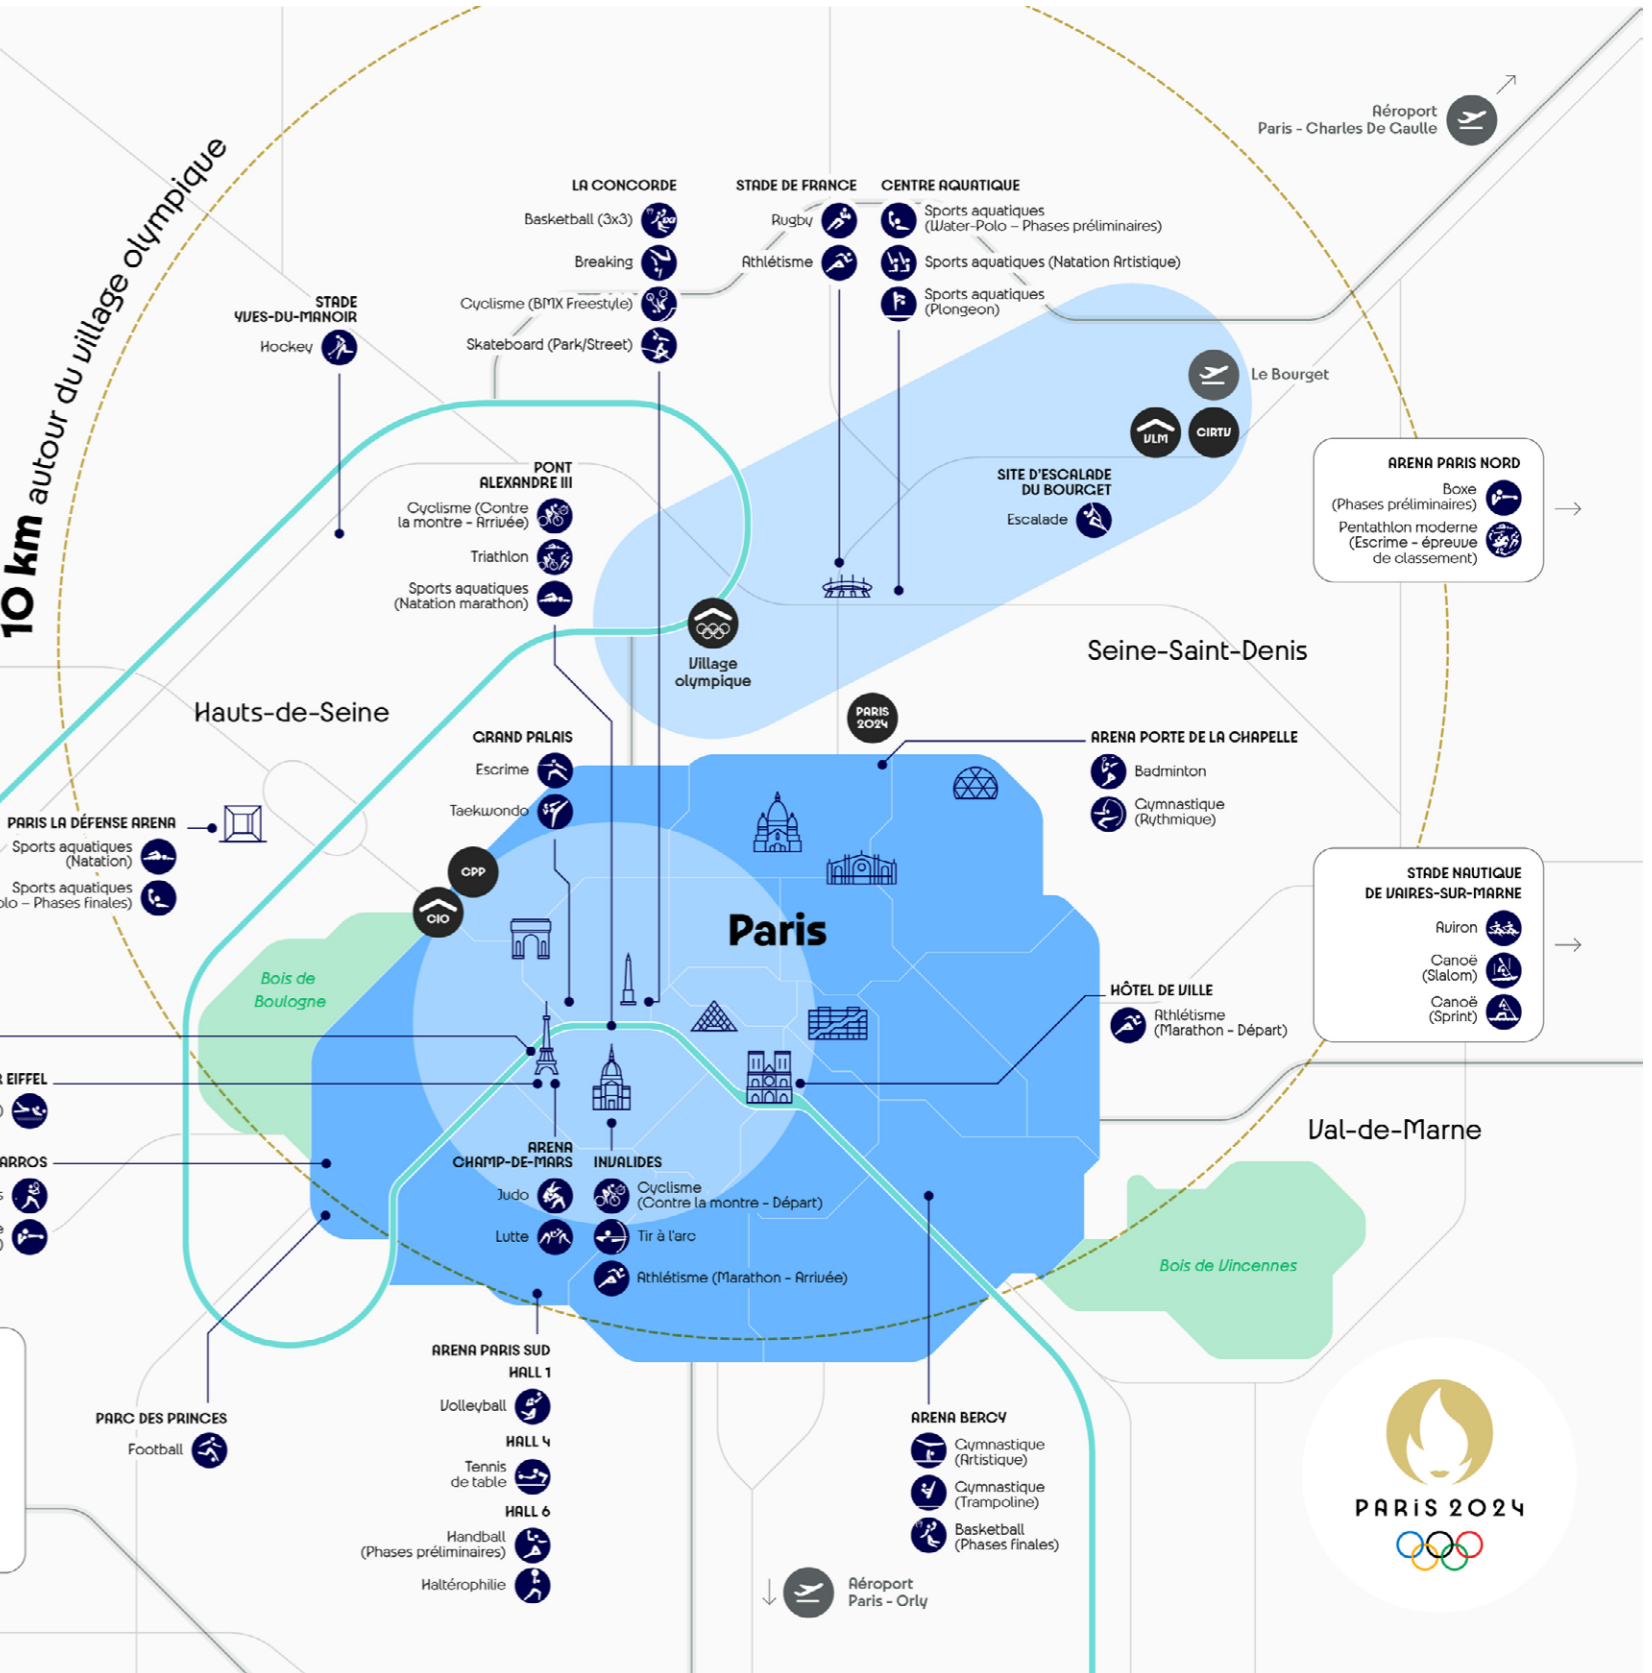 10 km autour du village olympique
Aéroport
Paris - Charles De Gaulle
LA CONCORDE
Basketball (3x3)
Breaking
Cyclisme (BMX Freestyle)
Skateboard (Park/Street)
STADE DE FRANCE
Rugby
Athlétisme
CENTRE AQUATIQUE
Sports aquatiques
(Water-Polo – Phases préliminaires)
Sports aquatiques (Natation Artistique)
Sports aquatiques
(Plongeon)
STADE
YVES-DU-MANOIR
Hockey
Le Bourget
VLM
CIRTV
PONT
ALEXANDRE III
Cyclisme (Contre
la montre - Arrivée)
Triathlon
Sports aquatiques
(Natation marathon)
SITE D'ESCALADE
DU BOURGET
Escalade
ARENA PARIS NORD
Boxe
(Phases préliminaires)
Pentathlon moderne
(Escrime - épreuve
de classement)
Village
olympique
Seine-Saint-Denis
Hauts-de-Seine
PARIS
2024
GRAND PALAIS
Escrime
Taekwondo
ARENA PORTE DE LA CHAPELLE
Badminton
Gymnastique
(Rythmique)
PARIS LA DÉFENSE ARENA
Sports aquatiques
(Natation)
Sports aquatiques
olo – Phases finales)
CPP
CIO
Paris
STADE NAUTIQUE
DE VAIRES-SUR-MARNE
Aviron
Canoë
(Slalom)
Canoë
(Sprint)
Bois de
Boulogne
HÔTEL DE VILLE
Athlétisme
(Marathon - Départ)
R EIFFEL
)
ARROS
s
e
)
Val-de-Marne
ARENA
CHAMP-DE-MARS
Judo
Lutte
INVALIDES
Cyclisme
(Contre la montre - Départ)
Tir à l'arc
Athlétisme (Marathon - Arrivée)
Bois de Vincennes
ARENA PARIS SUD
HALL 1
Volleyball
HALL 4
Tennis
de table
HALL 6
Handball
(Phases préliminaires)
Haltérophilie
PARC DES PRINCES
Football
ARENA BERCY
Gymnastique
(Artistique)
Gymnastique
(Trampoline)
Basketball
(Phases finales)
Aéroport
Paris - Orly
PARIS 2024